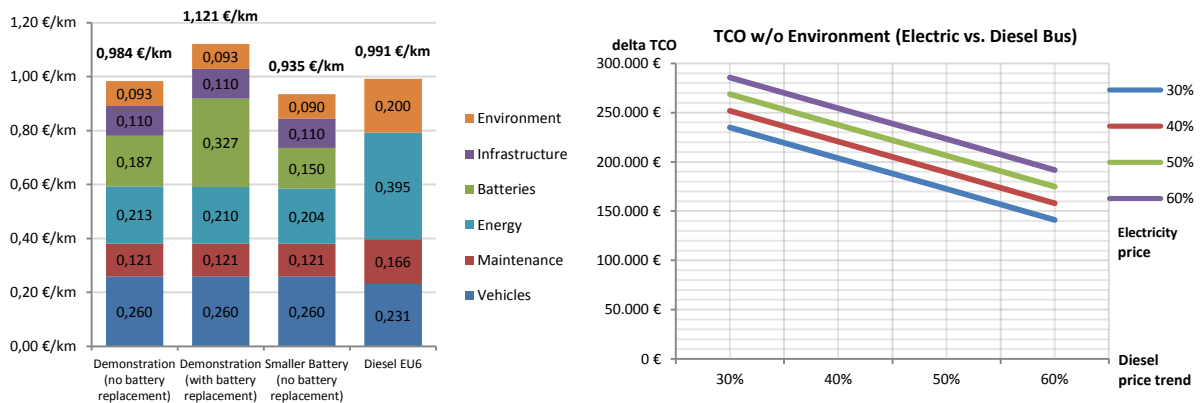 1,20 €/km
1,00 €/km
0,80 €/km
0,60 €/km
0,40 €/km
0,20 €/km
0,00 €/km
0,984 €/km
1,121 €/km
0,935 €/km
0,991 €/km
0,093
0,110
0,187
0,213
0,121
0,260
0,093
0,110
0,327
0,210
0,121
0,260
0,090
0,110
0,150
0,204
0,121
0,260
0,200
0,395
0,166
0,231
Demonstration
(no battery
replacement)
Demonstration
(with battery
replacement)
Smaller Battery
(no battery
replacement)
Diesel EU6
Environment
Infrastructure
Batteries
Energy
Maintenance
Vehicles
delta TCO
TCO w/o Environment (Electric vs. Diesel Bus)
300.000 €
250.000 €
200.000 €
150.000 €
100.000 €
50.000 €
0 €
30%
40%
50%
60%
30%
40%
50%
60%
Electricity
price
Diesel
price trend